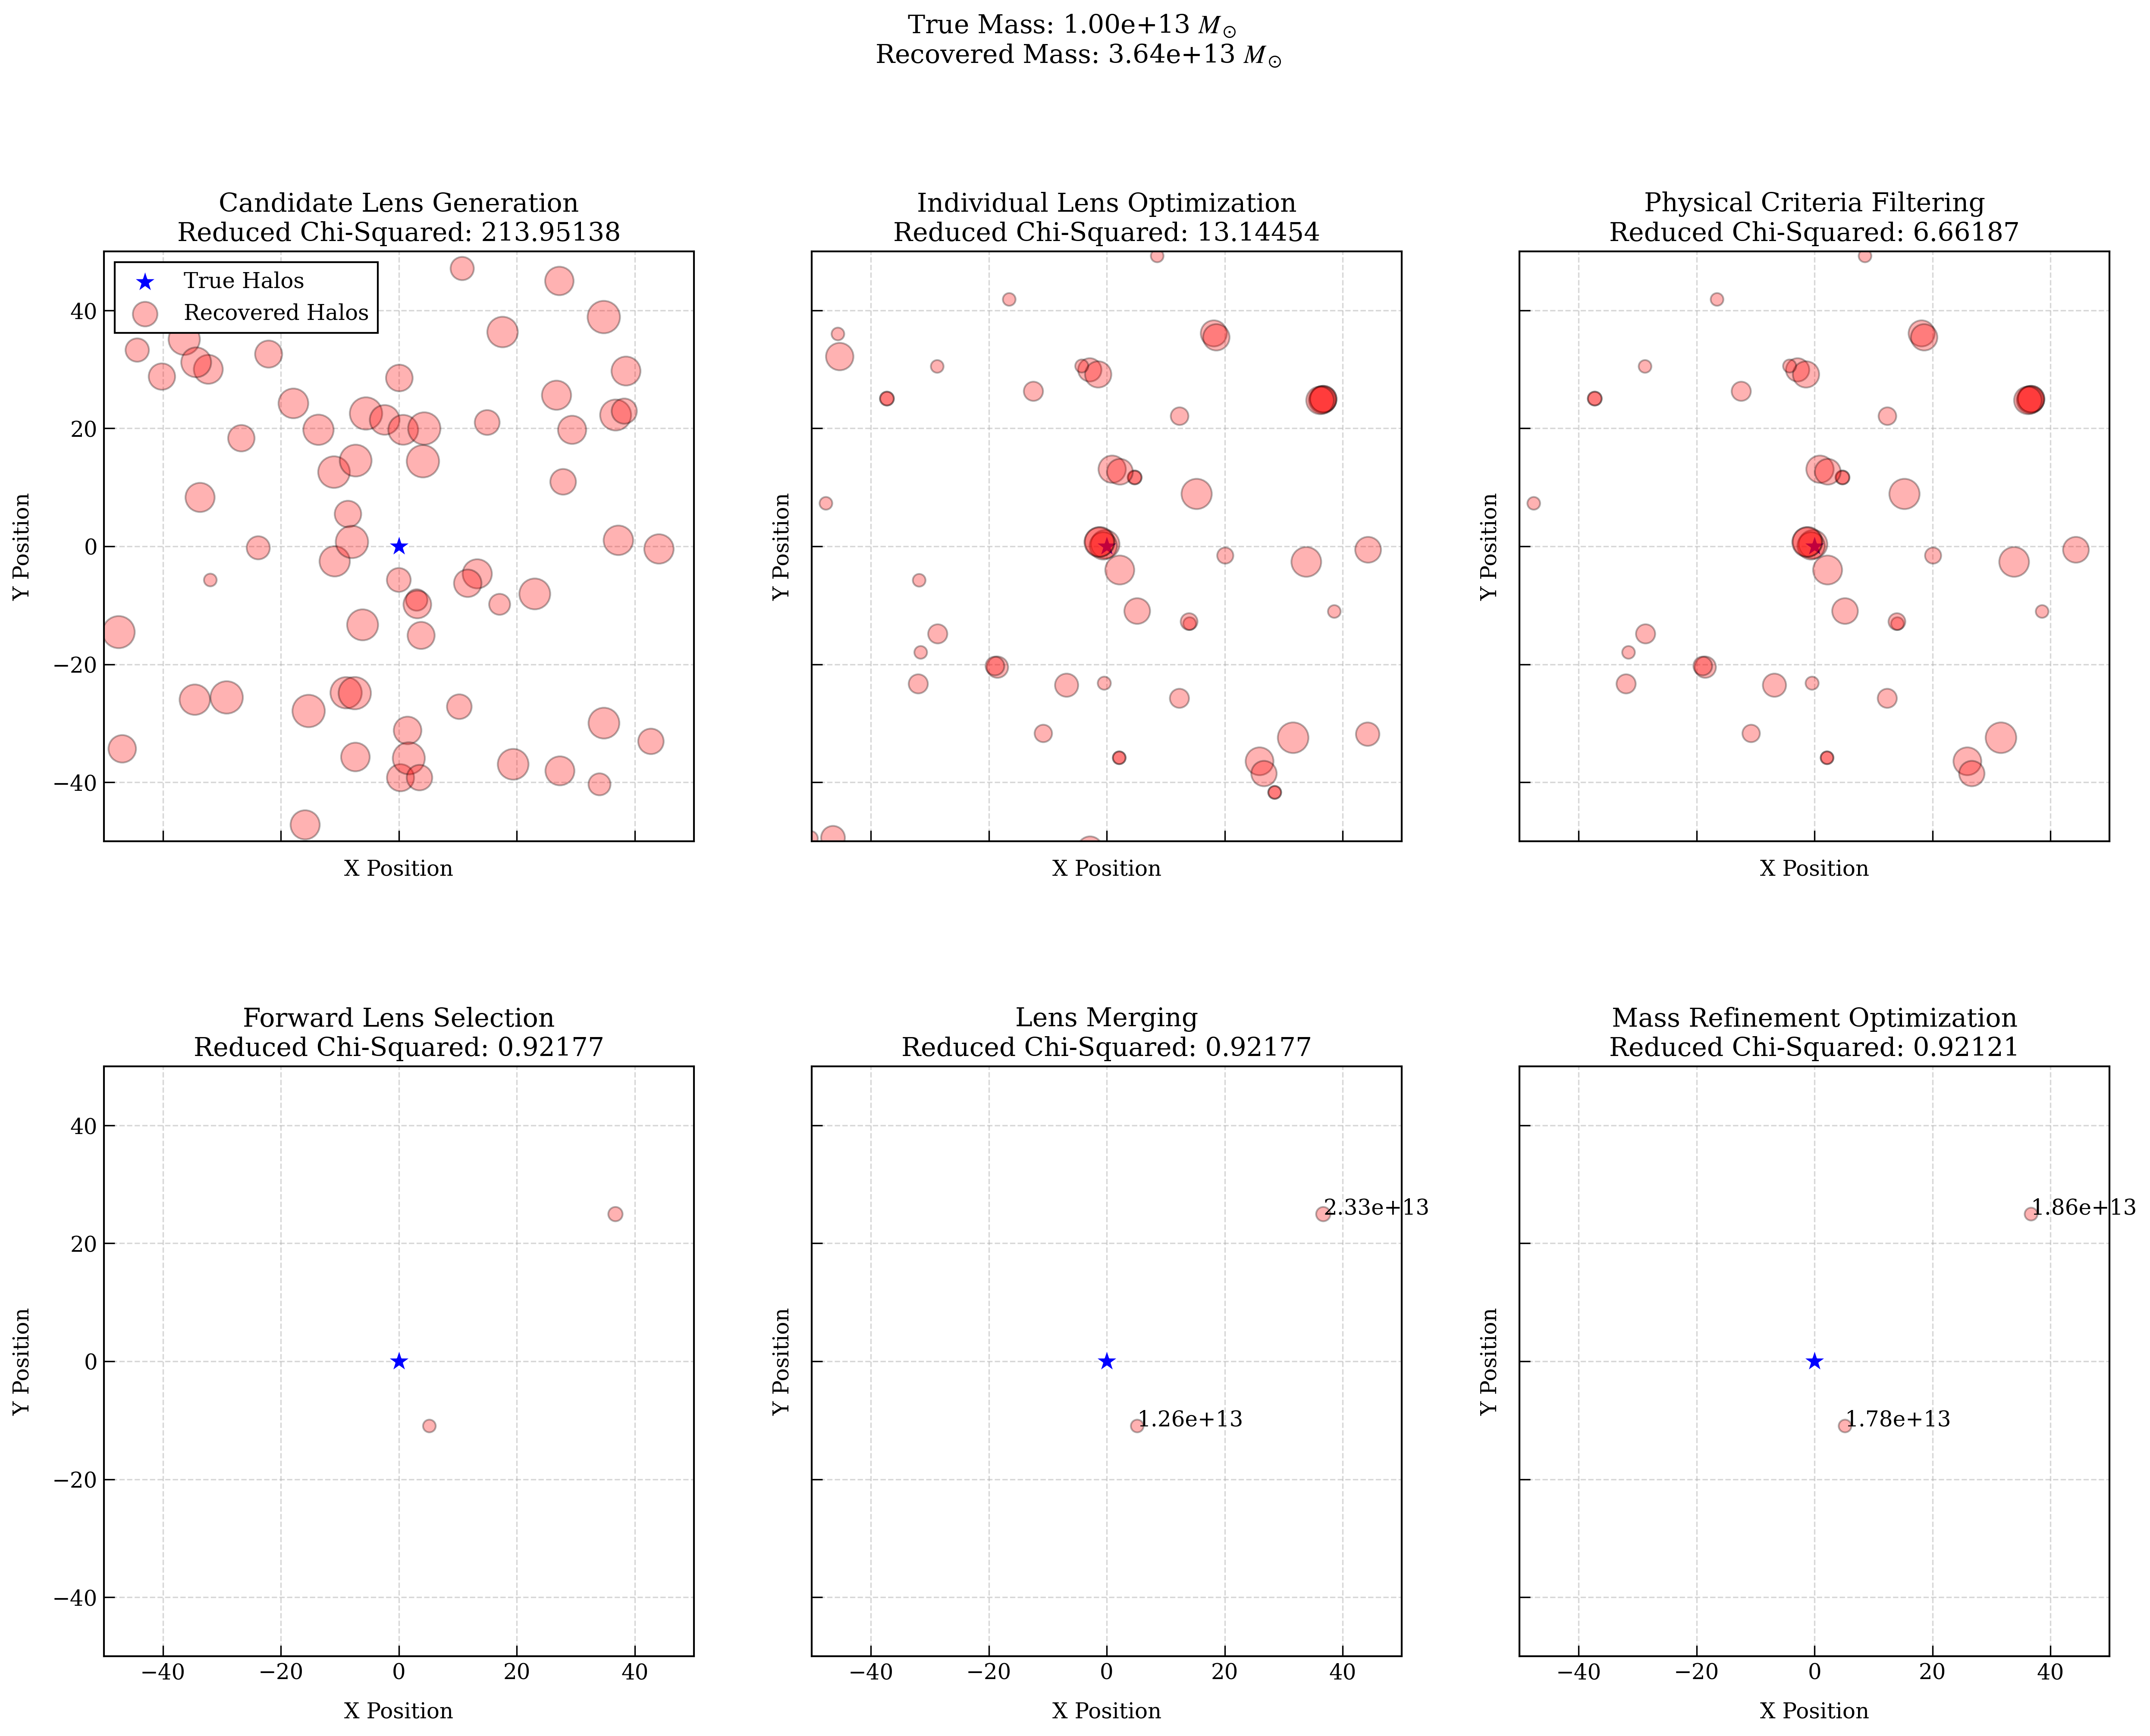 True Mass: 1.00e+13 M☉
Recovered Mass: 3.64e+13 M☉
Candidate Lens Generation
Reduced Chi-Squared: 213.95138
True Halos
Recovered Halos
40
20
0
−20
−40
Y Position
X Position
Individual Lens Optimization
Reduced Chi-Squared: 13.14454
Y Position
X Position
Physical Criteria Filtering
Reduced Chi-Squared: 6.66187
Y Position
X Position
Forward Lens Selection
Reduced Chi-Squared: 0.92177
40
20
0
−20
−40
Y Position
−40 −20 0 20 40
X Position
Lens Merging
Reduced Chi-Squared: 0.92177
2.33e+13
1.26e+13
Y Position
−40 −20 0 20 40
X Position
Mass Refinement Optimization
Reduced Chi-Squared: 0.92121
1.86e+13
1.78e+13
Y Position
−40 −20 0 20 40
X Position